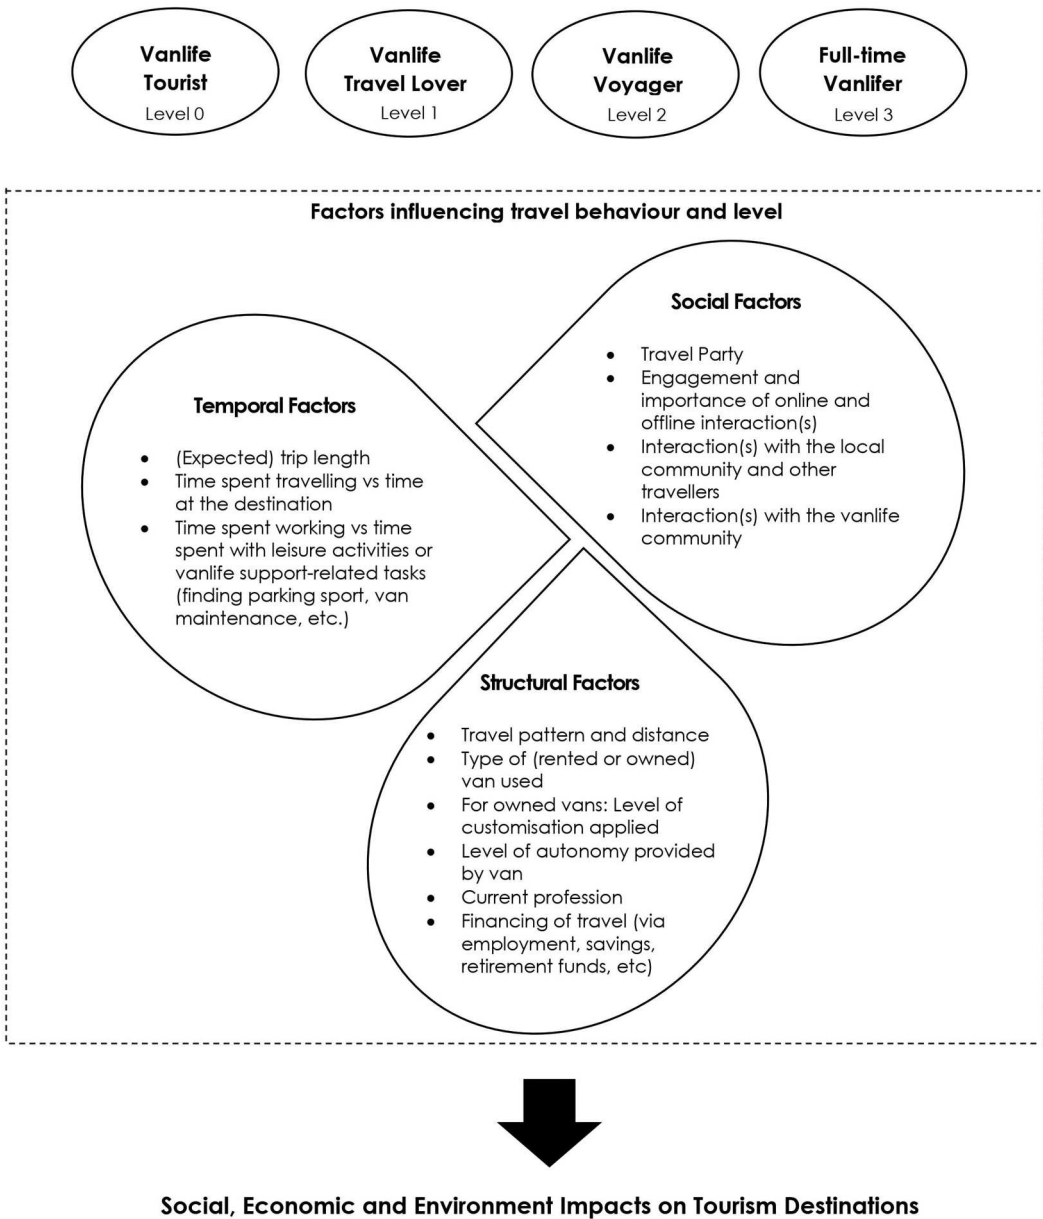 Vanlife
Tourist
Level 0
Vanlife
Travel Lover
Level 1
Vanlife
Voyager
Level 2
Full-time
Vanlifer
Level 3
Factors influencing travel behaviour and level
Social Factors
• Travel Party
• Engagement and
importance of online and
offline interaction(s)
• Interaction(s) with the local
community and other
travellers
• Interaction(s) with the vanlife
community
Temporal Factors
• (Expected) trip length
• Time spent travelling vs time
at the destination
• Time spent working vs time
spent with leisure activities or
vanlife support-related tasks
(finding parking sport, van
maintenance, etc.)
Structural Factors
• Travel pattern and distance
• Type of (rented or owned)
van used
• For owned vans: Level of
customisation applied
• Level of autonomy provided
by van
• Current profession
• Financing of travel (via
employment, savings,
retirement funds, etc)
Social, Economic and Environment Impacts on Tourism Destinations